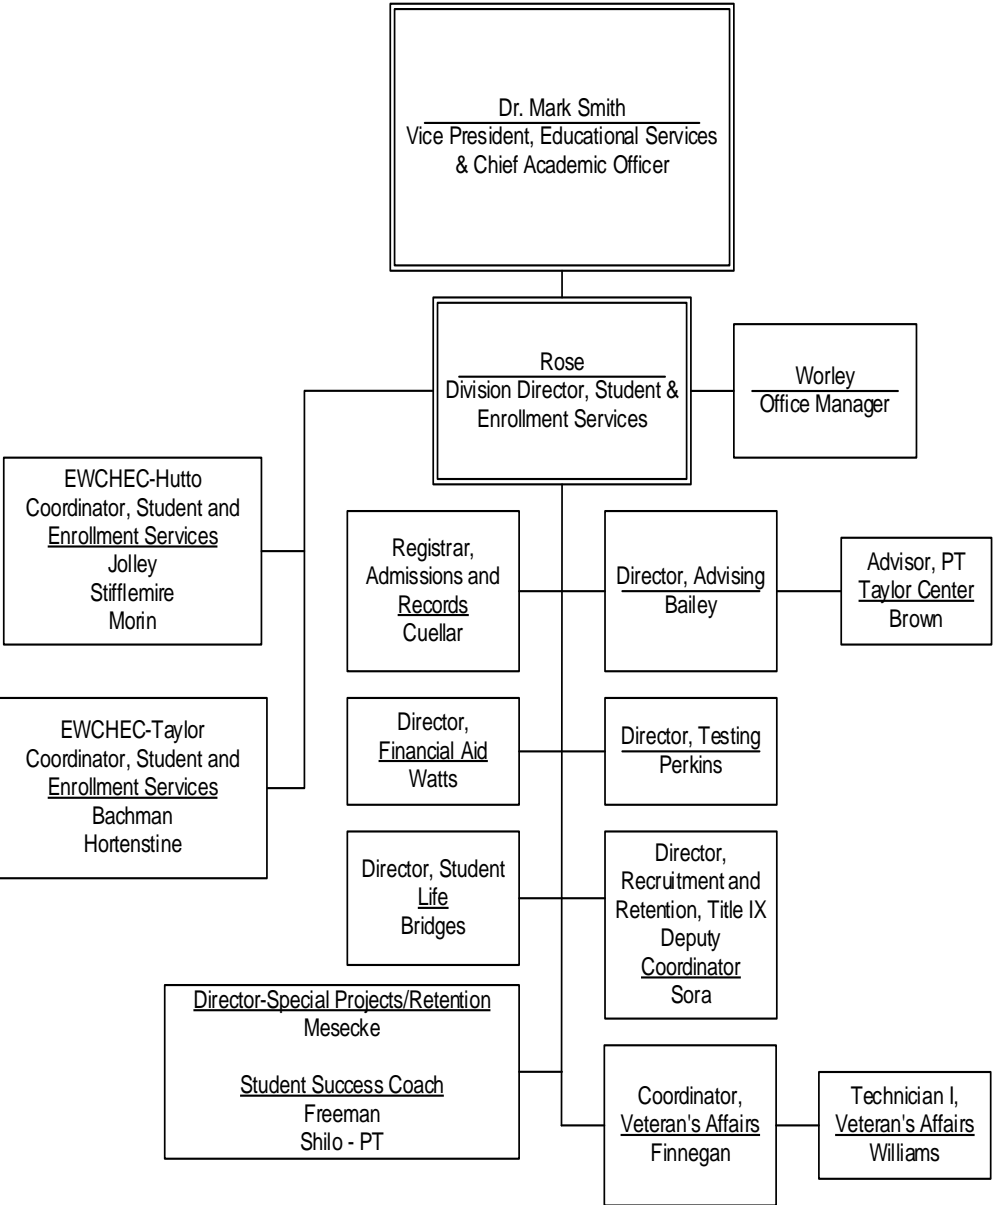 Dr. Mark Smith
Vice President, Educational Services
& Chief Academic Officer
Rose
Division Director, Student &
Enrollment Services
Worley
Office Manager
EWCHEC-Hutto
Coordinator, Student and
Enrollment Services
Jolley
Stifflemire
Morin
Registrar,
Admissions and
Records
Cuellar
Director, Advising
Bailey
Advisor, PT
Taylor Center
Brown
EWCHEC-Taylor
Coordinator, Student and
Enrollment Services
Bachman
Hortenstine
Director,
Financial Aid
Watts
Director, Testing
Perkins
Director, Student
Life
Bridges
Director,
Recruitment and
Retention, Title IX
Deputy
Coordinator
Sora
Director-Special Projects/Retention
Mesecke
Student Success Coach
Freeman
Shilo - PT
Coordinator,
Veteran's Affairs
Finnegan
Technician I,
Veteran's Affairs
Williams